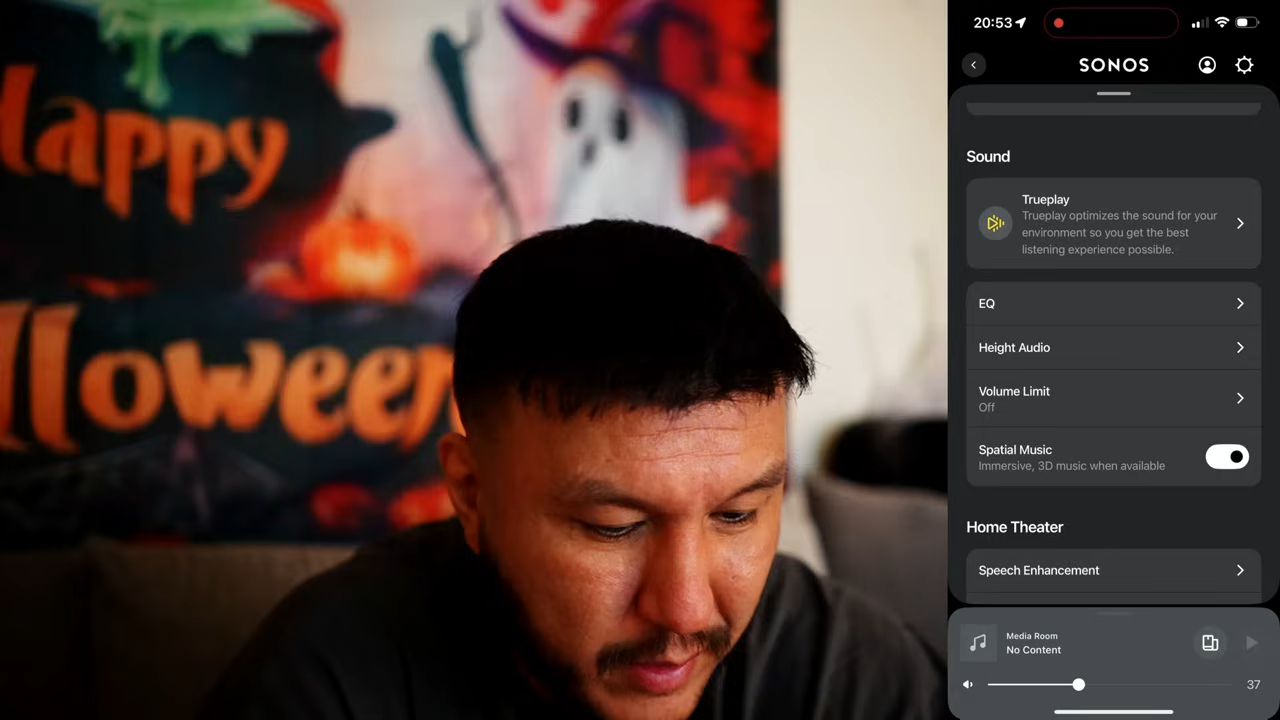 Happy
Halloween
20:53
SONOS
Sound
Trueplay
Trueplay optimizes the sound for your
environment so you get the best
listening experience possible.
EQ
Height Audio
Volume Limit
Off
Spatial Music
Immersive, 3D music when available
Home Theater
Speech Enhancement
Media Room
No Content
37